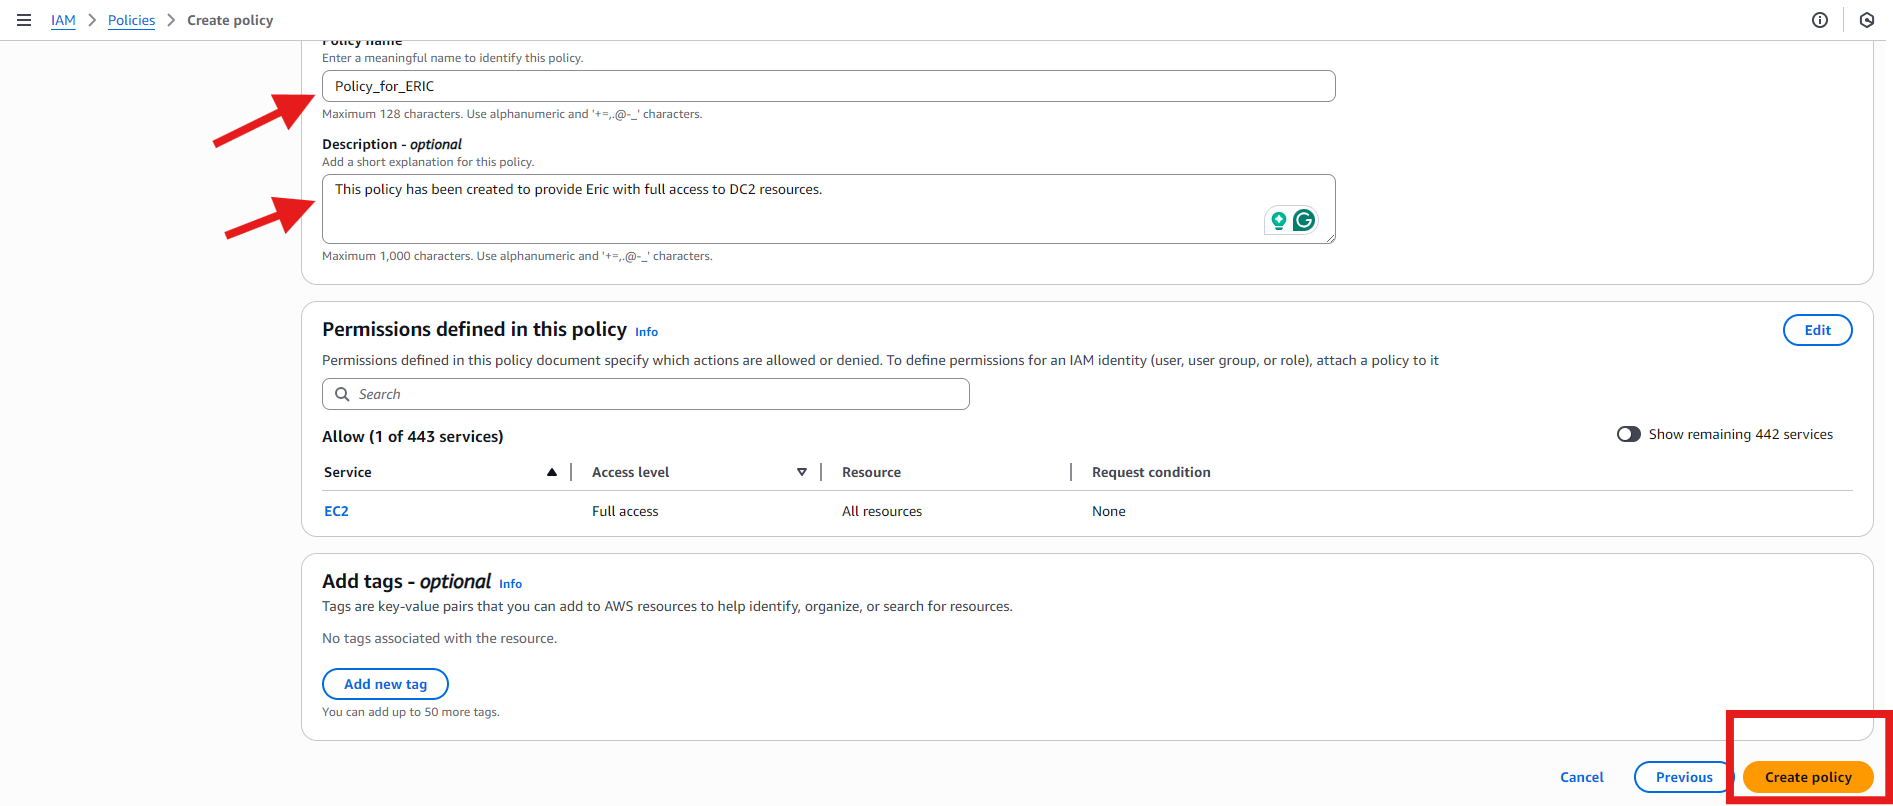 IAM > Policies > Create policy
Policy name
Enter a meaningful name to identify this policy.
Policy_for_ERIC
Maximum 128 characters. Use alphanumeric and '+=,.@-_' characters.
Description - optional
Add a short explanation for this policy.
This policy has been created to provide Eric with full access to DC2 resources.
Maximum 1,000 characters. Use alphanumeric and '+=,.@-_' characters.
Permissions defined in this policy Info
Edit
Permissions defined in this policy document specify which actions are allowed or denied. To define permissions for an IAM identity (user, user group, or role), attach a policy to it
Search
Allow (1 of 443 services)
Show remaining 442 services
Service Access level Resource Request condition
EC2 Full access All resources None
Add tags - optional Info
Tags are key-value pairs that you can add to AWS resources to help identify, organize, or search for resources.
No tags associated with the resource.
Add new tag
You can add up to 50 more tags.
Cancel Previous Create policy